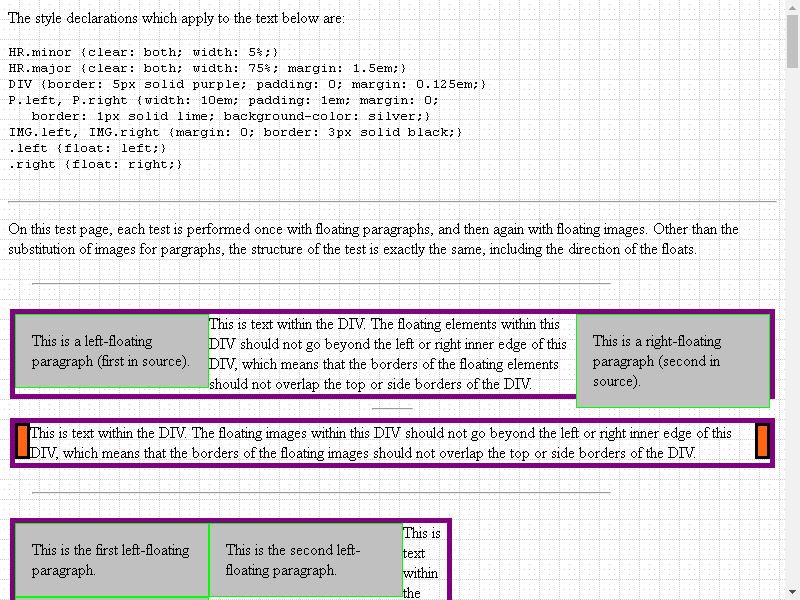 The style declarations which apply to the text below are:
HR.minor {clear: both; width: 5%;}
HR.major {clear: both; width: 75%; margin: 1.5em;}
DIV {border: 5px solid purple; padding: 0; margin: 0.125em;}
P.left, P.right {width: 10em; padding: 1em; margin: 0;
border: 1px solid lime; background-color: silver;}
IMG.left, IMG.right {margin: 0; border: 3px solid black;}
.left {float: left;}
.right {float: right;}
On this test page, each test is performed once with floating paragraphs, and then again with floating images. Other than the
substitution of images for pargraphs, the structure of the test is exactly the same, including the direction of the floats.
This is a left-floating
paragraph (first in source).
This is text within the DIV. The floating elements within this
DIV should not go beyond the left or right inner edge of this
DIV, which means that the borders of the floating elements
should not overlap the top or side borders of the DIV.
This is a right-floating
paragraph (second in
source).
This is text within the DIV. The floating images within this DIV should not go beyond the left or right inner edge of this
DIV, which means that the borders of the floating images should not overlap the top or side borders of the DIV.
This is the first left-floating
paragraph.
This is the second left-
floating paragraph.
This is
text
within
the